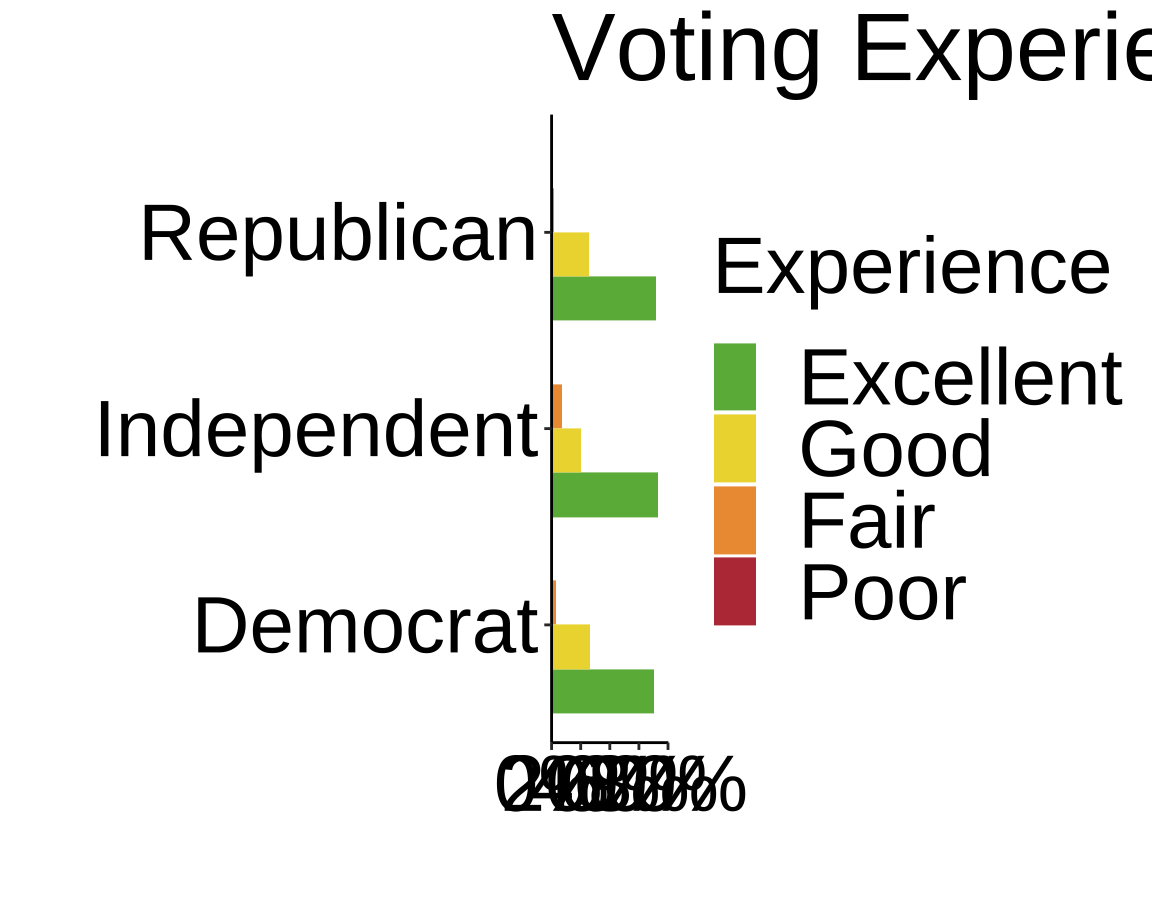 Voting Experie
Republican
Independent
Democrat
Experience
Excellent
Good
Fair
Poor